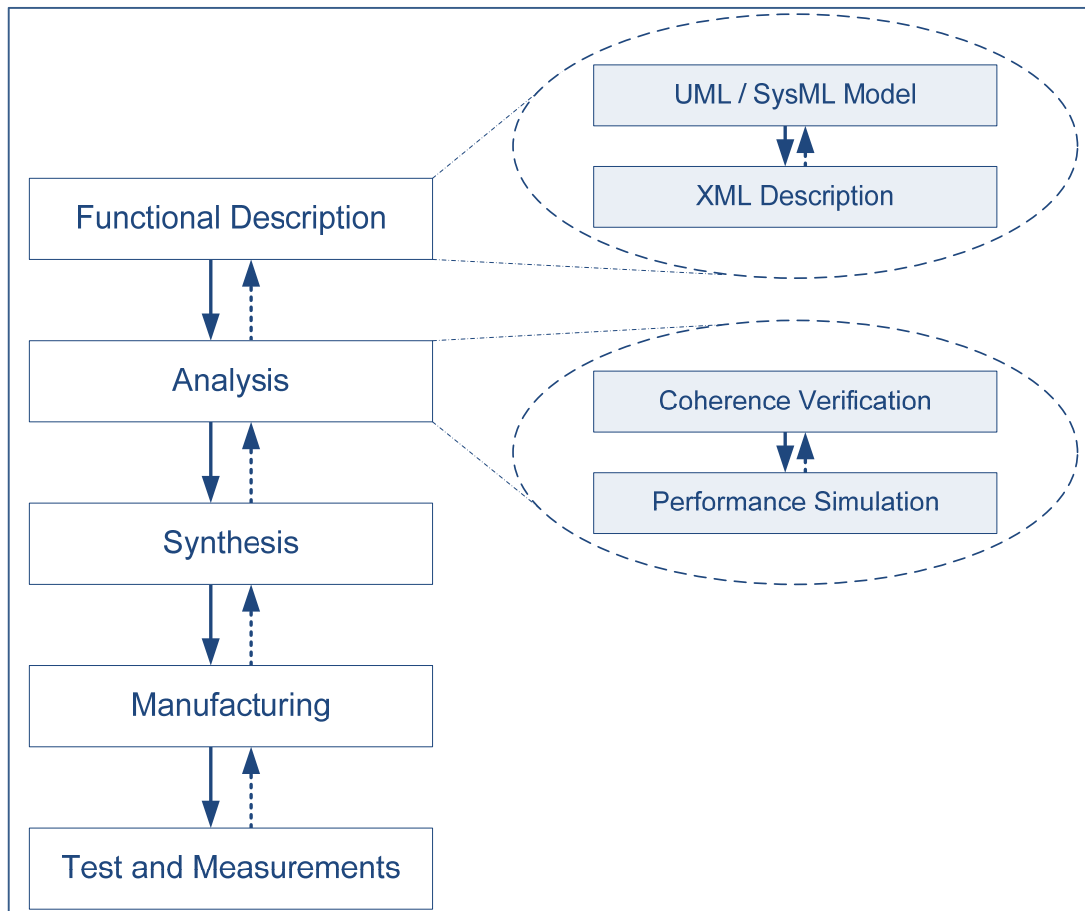 UML / SysML Model
XML Description
Functional Description
Analysis
Coherence Verification
Performance Simulation
Synthesis
Manufacturing
Test and Measurements